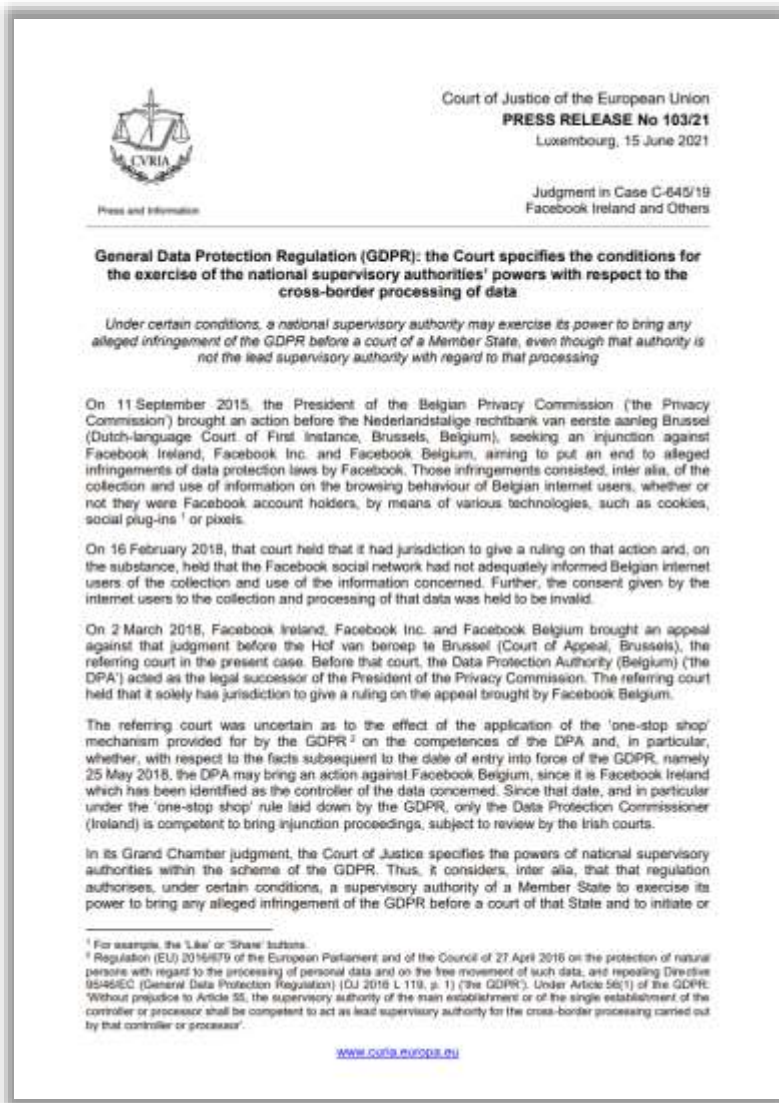 CVRIA
Press and Information
Court of Justice of the European Union
PRESS RELEASE No 103/21
Luxembourg, 15 June 2021
Judgment in Case C-645/19
Facebook Ireland and Others
General Data Protection Regulation (GDPR): the Court specifies the conditions for
the exercise of the national supervisory authorities' powers with respect to the
cross-border processing of data
Under certain conditions, a national supervisory authority may exercise its power to bring any
alleged infringement of the GDPR before a court of a Member State, even though that authority is
not the lead supervisory authority with regard to that processing
On 11 September 2015, the President of the Belgian Privacy Commission ('the Privacy
Commission') brought an action before the Nederlandstalige rechtbank van eerste aanleg Brussel
(Dutch-language Court of First Instance, Brussels, Belgium), seeking an injunction against
Facebook Ireland, Facebook Inc. and Facebook Belgium, aiming to put an end to alleged
infringements of data protection laws by Facebook. Those infringements consisted, inter alia, of the
collection and use of information on the browsing behaviour of Belgian internet users, whether or
not they were Facebook account holders, by means of various technologies, such as cookies,
social plug-ins 1 or pixels.
On 16 February 2018, that court held that it had jurisdiction to give a ruling on that action and, on
the substance, held that the Facebook social network had not adequately informed Belgian internet
users of the collection and use of the information concerned. Further, the consent given by the
internet users to the collection and processing of that data was held to be invalid.
On 2 March 2018, Facebook Ireland, Facebook Inc. and Facebook Belgium brought an appeal
against that judgment before the Hof van beroep te Brussel (Court of Appeal, Brussels), the
referring court in the present case. Before that court, the Data Protection Authority (Belgium) ('the
DPA') acted as the legal successor of the President of the Privacy Commission. The referring court
held that it solely has jurisdiction to give a ruling on the appeal brought by Facebook Belgium.
The referring court was uncertain as to the effect of the application of the 'one-stop shop'
mechanism provided for by the GDPR 2 on the competences of the DPA and, in particular,
whether, with respect to the facts subsequent to the date of entry into force of the GDPR, namely
25 May 2018, the DPA may bring an action against Facebook Belgium, since it is Facebook Ireland
which has been identified as the controller of the data concerned. Since that date, and in particular
under the 'one-stop shop' rule laid down by the GDPR, only the Data Protection Commissioner
(Ireland) is competent to bring injunction proceedings, subject to review by the Irish courts.
In its Grand Chamber judgment, the Court of Justice specifies the powers of national supervisory
authorities within the scheme of the GDPR. Thus, it considers, inter alia, that that regulation
authorises, under certain conditions, a supervisory authority of a Member State to exercise its
power to bring any alleged infringement of the GDPR before a court of that State and to initiate or
1 For example, the 'Like' or 'Share' buttons.
2 Regulation (EU) 2016/679 of the European Parliament and of the Council of 27 April 2016 on the protection of natural
persons with regard to the processing of personal data and on the free movement of such data, and repealing Directive
95/46/EC (General Data Protection Regulation) (OJ 2016 L 119, p. 1) ('the GDPR'). Under Article 56(1) of the GDPR:
'Without prejudice to Article 55, the supervisory authority of the main establishment or of the single establishment of the
controller or processor shall be competent to act as lead supervisory authority for the cross-border processing carried out
by that controller or processor'.
www.curia.europa.eu